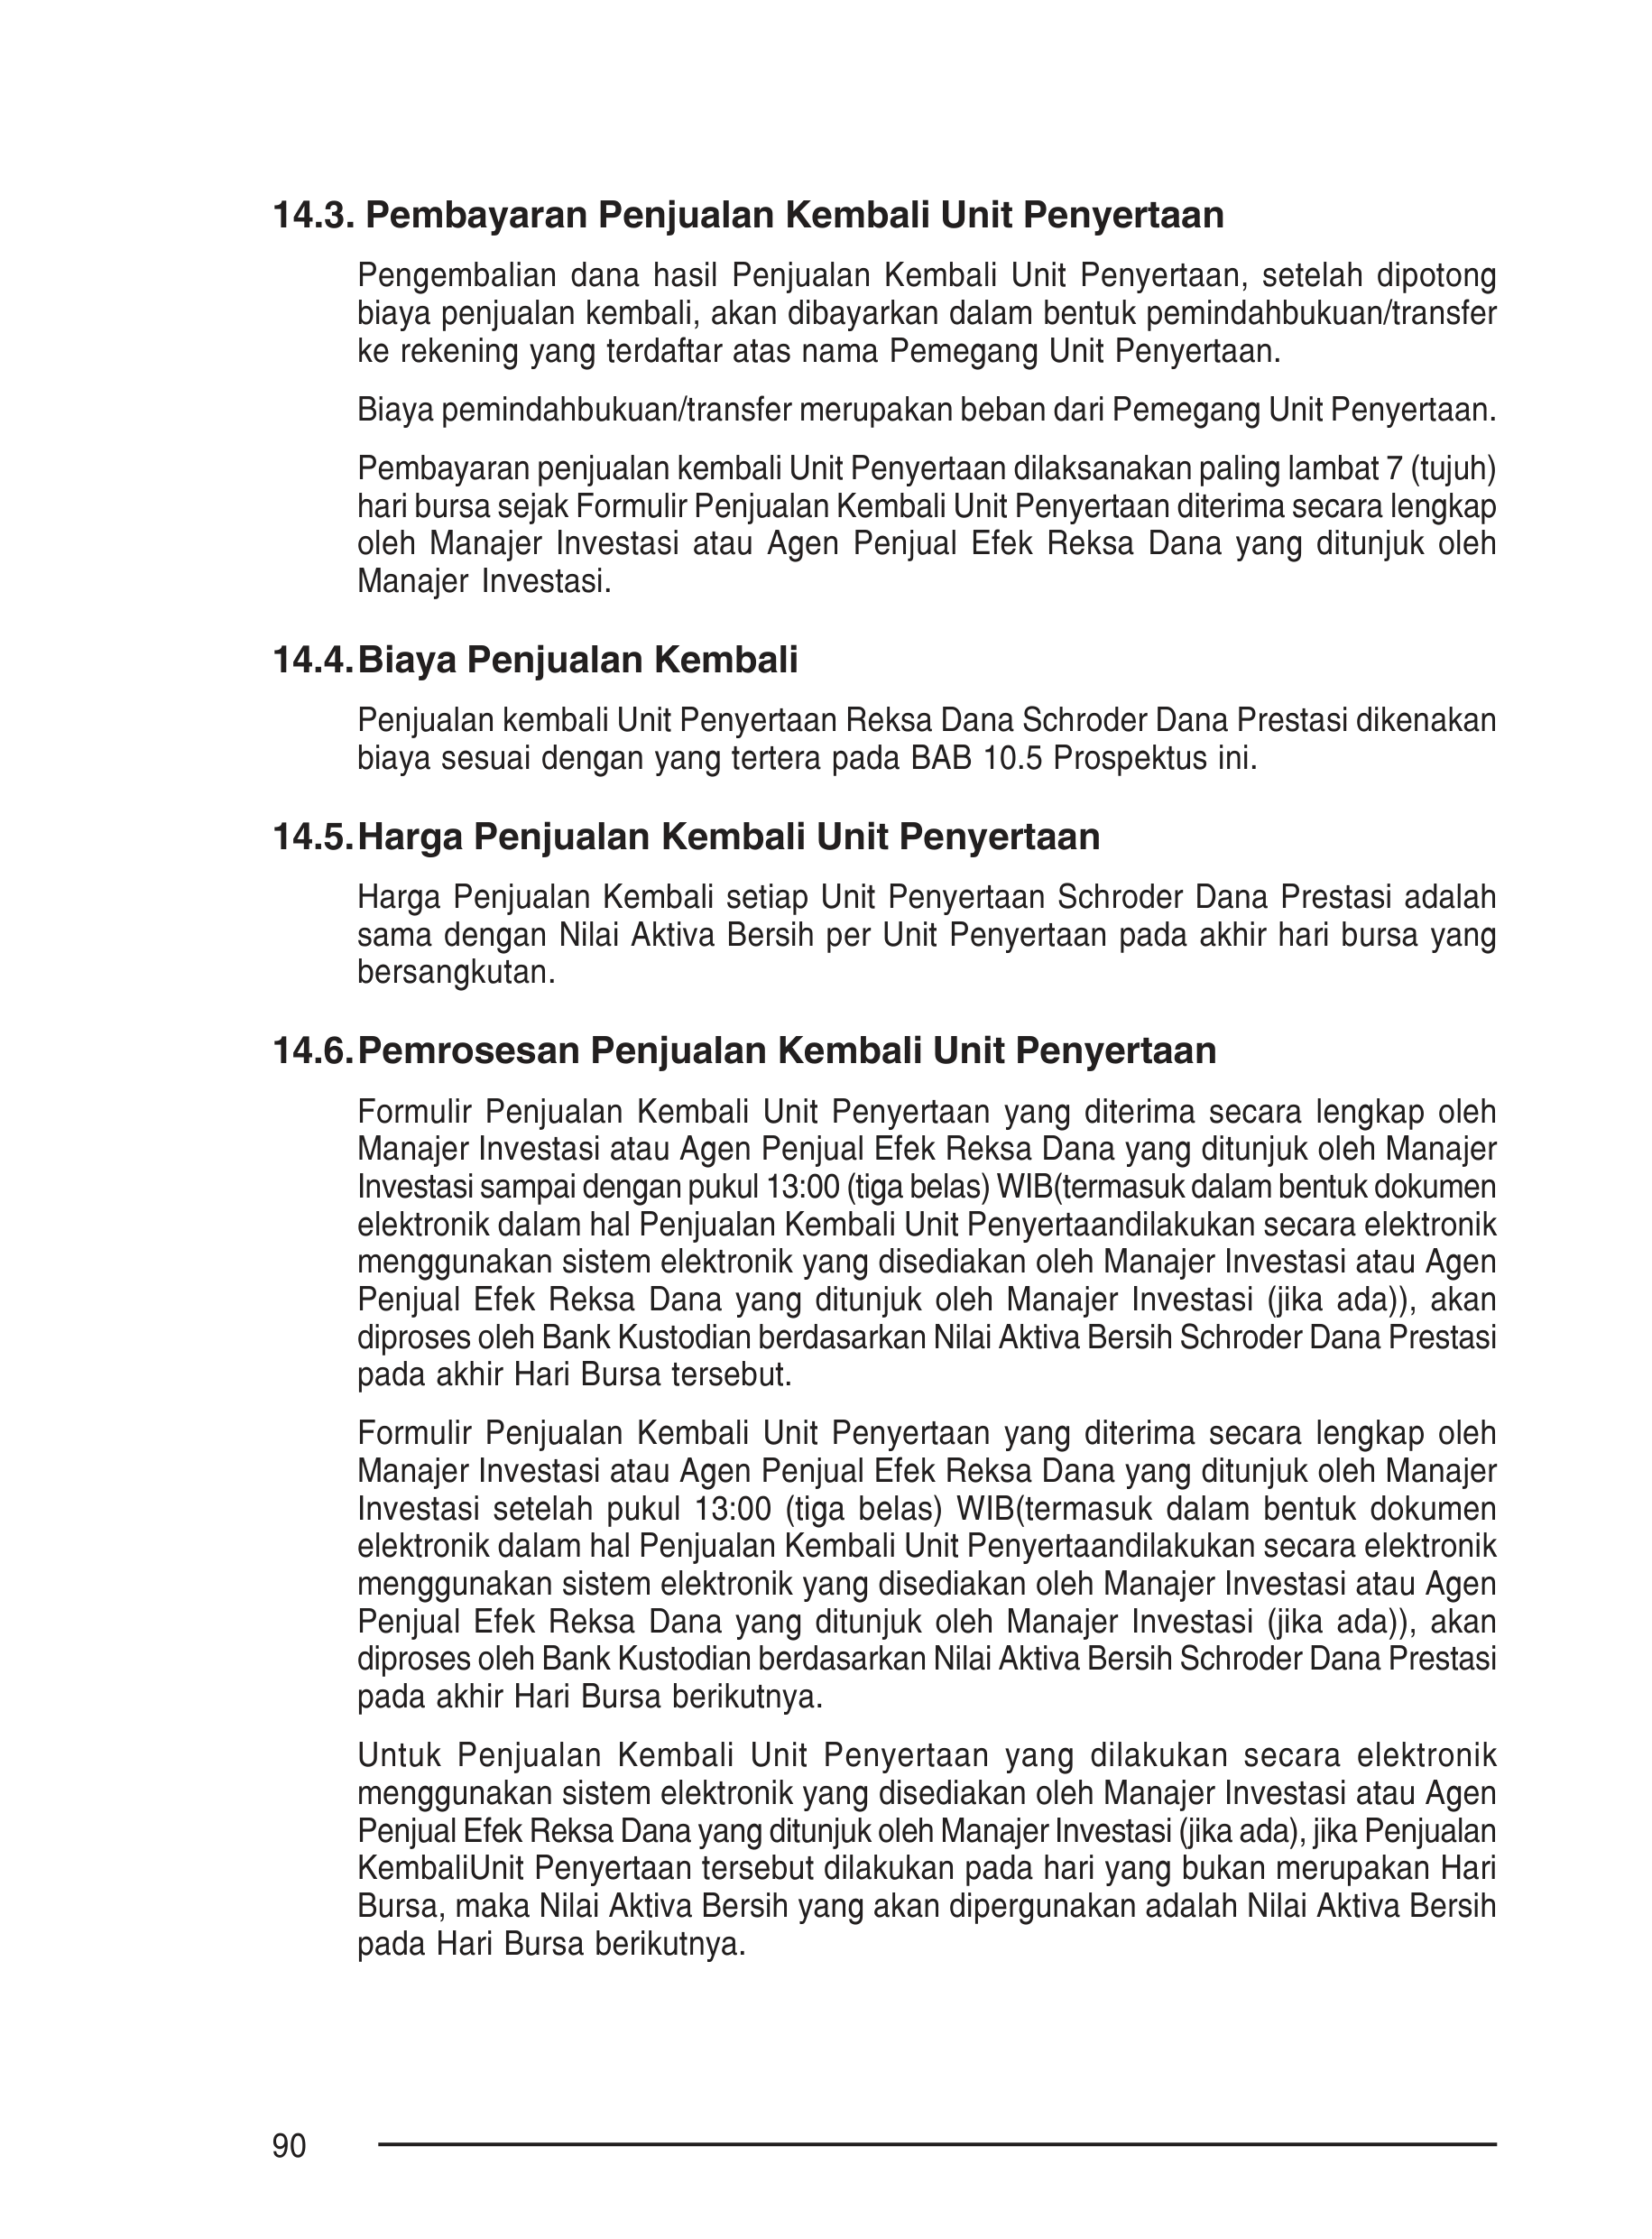 14.3. Pembayaran Penjualan Kembali Unit Penyertaan
Pengembalian dana hasil Penjualan Kembali Unit Penyertaan, setelah dipotong
biaya penjualan kembali, akan dibayarkan dalam bentuk pemindahbukuan/transfer
ke rekening yang terdaftar atas nama Pemegang Unit Penyertaan.
Biaya pemindahbukuan/transfer merupakan beban dari Pemegang Unit Penyertaan.
Pembayaran penjualan kembali Unit Penyertaan dilaksanakan paling lambat 7 (tujuh)
hari bursa sejak Formulir Penjualan Kembali Unit Penyertaan diterima secara lengkap
oleh Manajer Investasi atau Agen Penjual Efek Reksa Dana yang ditunjuk oleh
Manajer Investasi.
14.4.Biaya Penjualan Kembali
Penjualan kembali Unit Penyertaan Reksa Dana Schroder Dana Prestasi dikenakan
biaya sesuai dengan yang tertera pada BAB 10.5 Prospektus ini.
14.5.Harga Penjualan Kembali Unit Penyertaan
Harga Penjualan Kembali setiap Unit Penyertaan Schroder Dana Prestasi adalah
sama dengan Nilai Aktiva Bersih per Unit Penyertaan pada akhir hari bursa yang
bersangkutan.
14.6.Pemrosesan Penjualan Kembali Unit Penyertaan
Formulir Penjualan Kembali Unit Penyertaan yang diterima secara lengkap oleh
Manajer Investasi atau Agen Penjual Efek Reksa Dana yang ditunjuk oleh Manajer
Investasi sampai dengan pukul 13:00 (tiga belas) WIB(termasuk dalam bentuk dokumen
elektronik dalam hal Penjualan Kembali Unit Penyertaandilakukan secara elektronik
menggunakan sistem elektronik yang disediakan oleh Manajer Investasi atau Agen
Penjual Efek Reksa Dana yang ditunjuk oleh Manajer Investasi (jika ada)), akan
diproses oleh Bank Kustodian berdasarkan Nilai Aktiva Bersih Schroder Dana Prestasi
pada akhir Hari Bursa tersebut.
Formulir Penjualan Kembali Unit Penyertaan yang diterima secara lengkap oleh
Manajer Investasi atau Agen Penjual Efek Reksa Dana yang ditunjuk oleh Manajer
Investasi setelah pukul 13:00 (tiga belas) WIB(termasuk dalam bentuk dokumen
elektronik dalam hal Penjualan Kembali Unit Penyertaandilakukan secara elektronik
menggunakan sistem elektronik yang disediakan oleh Manajer Investasi atau Agen
Penjual Efek Reksa Dana yang ditunjuk oleh Manajer Investasi (jika ada)), akan
diproses oleh Bank Kustodian berdasarkan Nilai Aktiva Bersih Schroder Dana Prestasi
pada akhir Hari Bursa berikutnya.
Untuk Penjualan Kembali Unit Penyertaan yang dilakukan secara elektronik
menggunakan sistem elektronik yang disediakan oleh Manajer Investasi atau Agen
Penjual Efek Reksa Dana yang ditunjuk oleh Manajer Investasi (jika ada), jika Penjualan
KembaliUnit Penyertaan tersebut dilakukan pada hari yang bukan merupakan Hari
Bursa, maka Nilai Aktiva Bersih yang akan dipergunakan adalah Nilai Aktiva Bersih
pada Hari Bursa berikutnya.
90